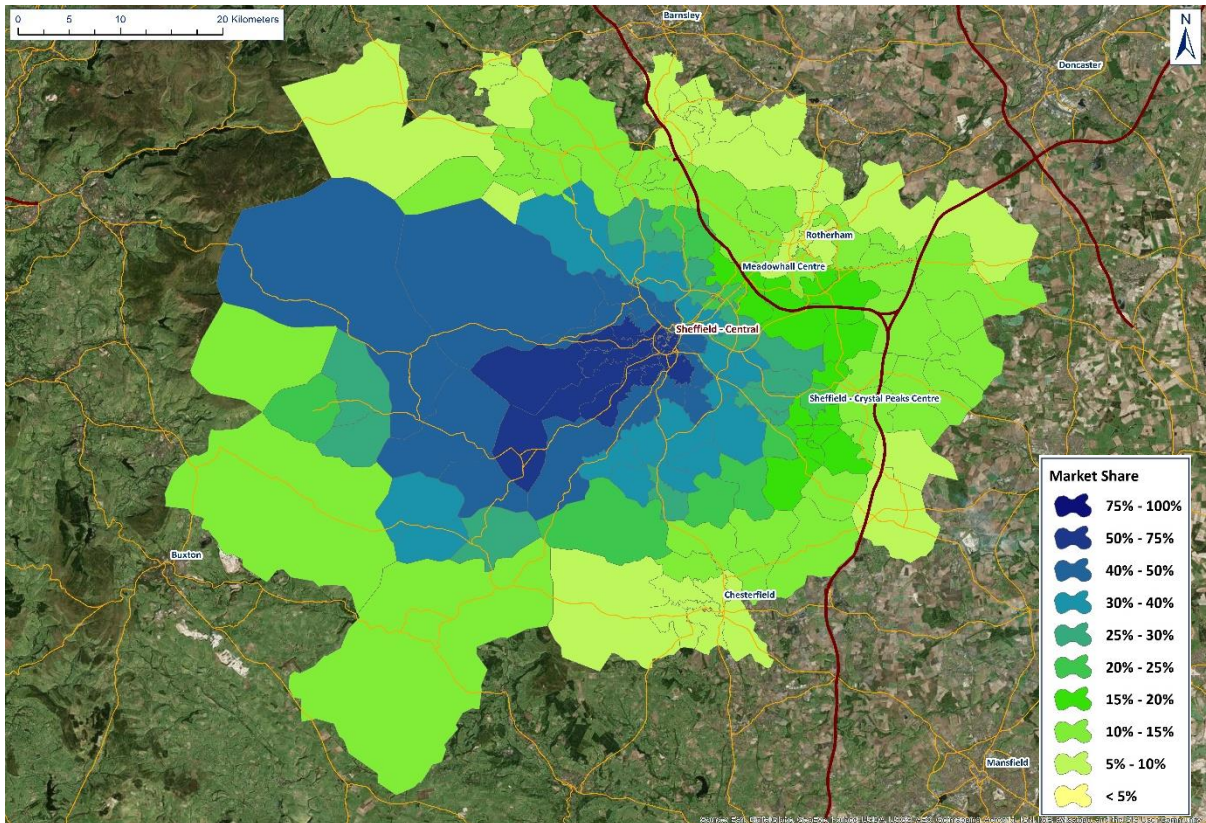 0 5 10 20 Kilometers
Barnsley
N
Doncaster
Rotherham
Meadowhall Centre
Sheffield - Central
Sheffield - Crystal Peaks Centre
Buxton
Chesterfield
Mansfield
Market Share
75% - 100%
50% - 75%
40% - 50%
30% - 40%
25% - 30%
20% - 25%
15% - 20%
10% - 15%
5% - 10%
< 5%